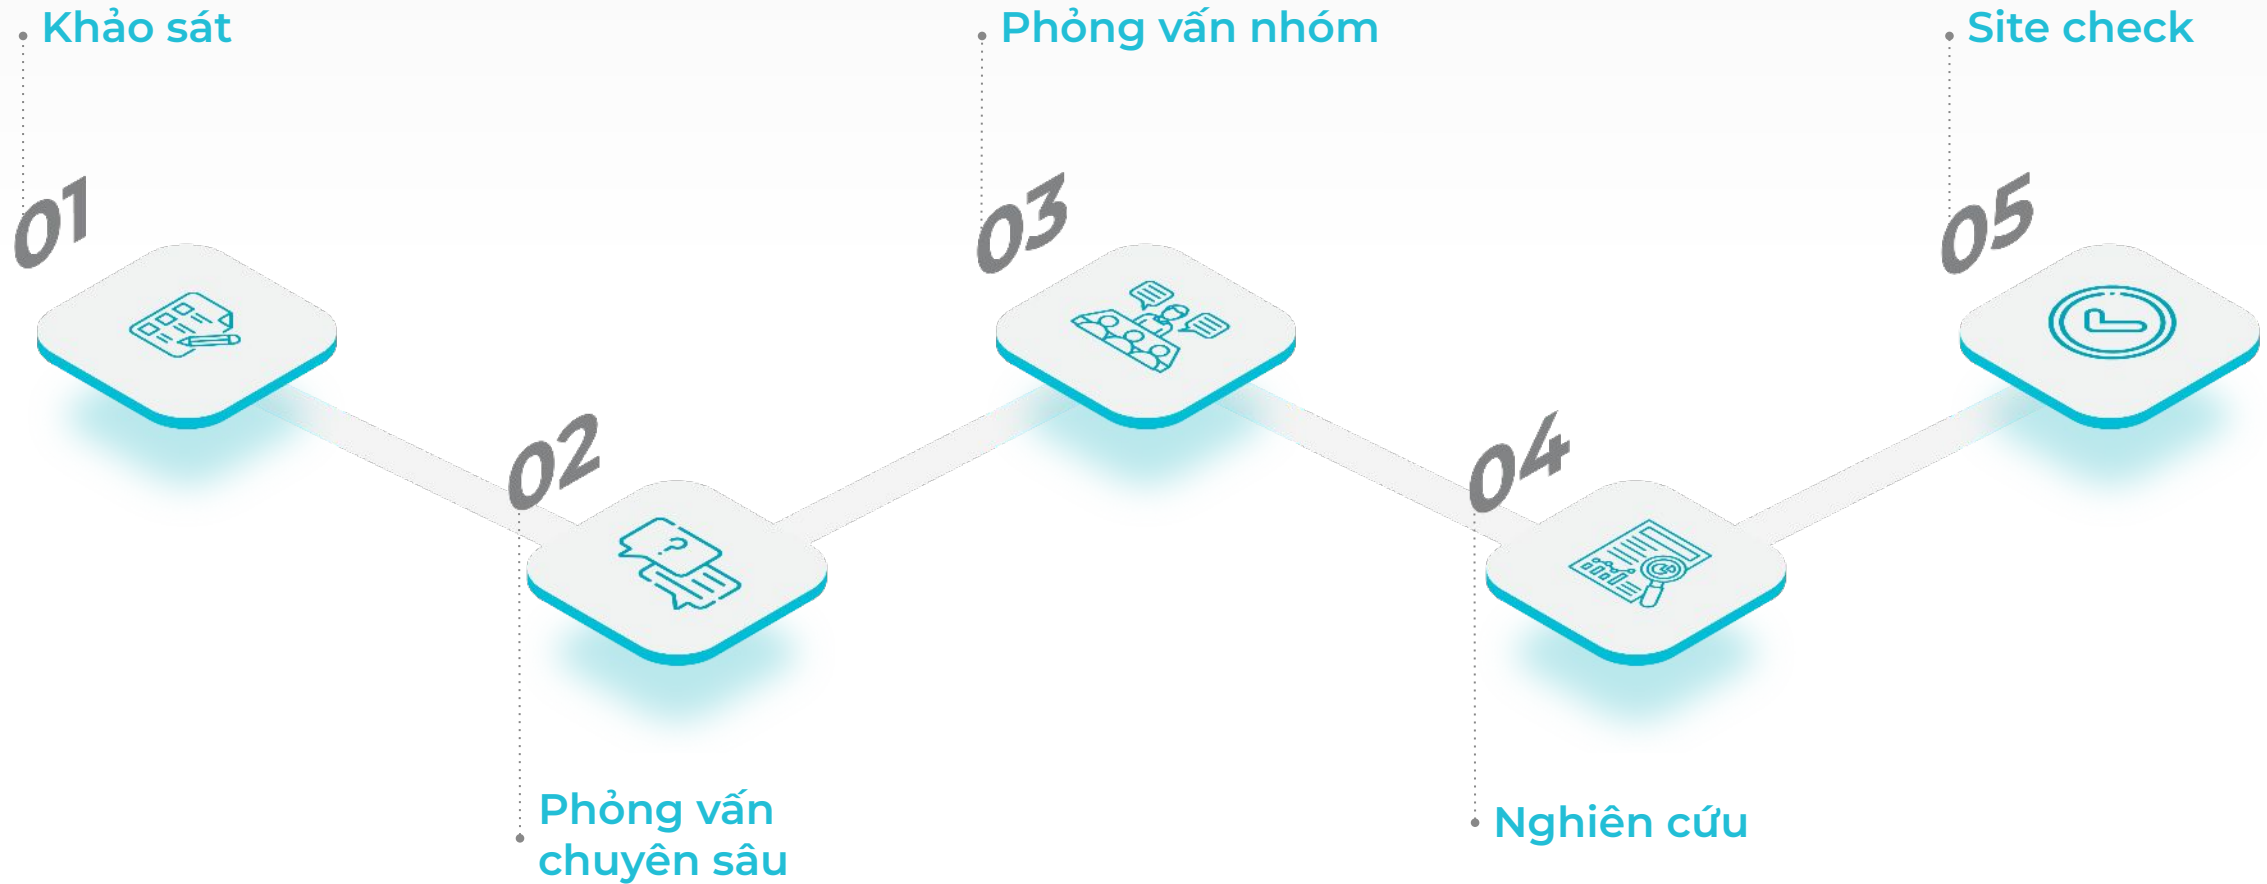 01
Khảo sát
02
Phỏng vấn
chuyên sâu
03
Phỏng vấn nhóm
04
Nghiên cứu
05
Site check
?